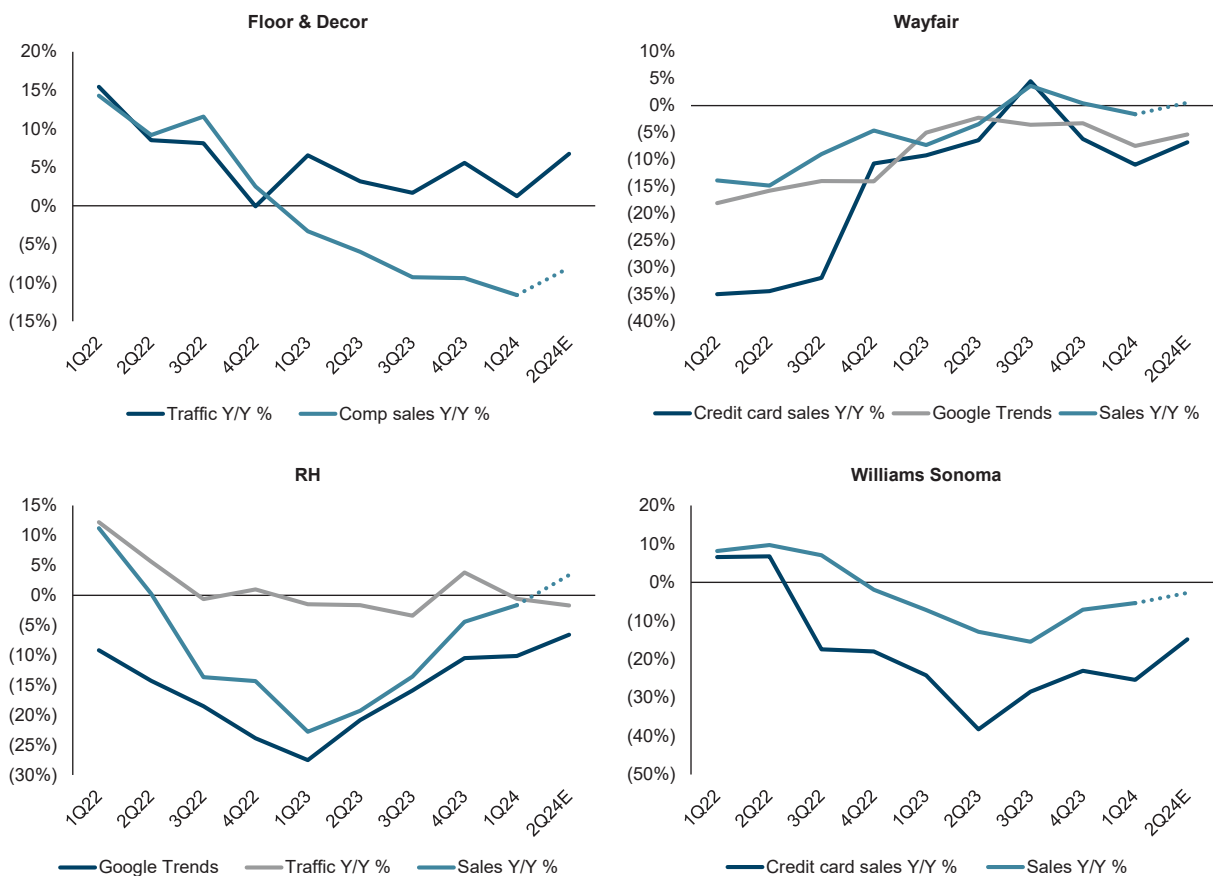 Floor & Decor
20%
15%
10%
5%
0%
(5%)
(10%)
(15%)
1Q22
2Q22
3Q22
4Q22
1Q23
2Q23
3Q23
4Q23
1Q24
2Q24E
Traffic Y/Y % Comp sales Y/Y %
Wayfair
10%
5%
0%
(5%)
(10%)
(15%)
(20%)
(25%)
(30%)
(35%)
(40%)
1Q22
2Q22
3Q22
4Q22
1Q23
2Q23
3Q23
4Q23
1Q24
2Q24E
Credit card sales Y/Y % Google Trends Sales Y/Y %
RH
15%
10%
5%
0%
(5%)
(10%)
(15%)
(20%)
(25%)
(30%)
1Q22
2Q22
3Q22
4Q22
1Q23
2Q23
3Q23
4Q23
1Q24
2Q24E
Google Trends Traffic Y/Y % Sales Y/Y %
Williams Sonoma
20%
10%
0%
(10%)
(20%)
(30%)
(40%)
(50%)
1Q22
2Q22
3Q22
4Q22
1Q23
2Q23
3Q23
4Q23
1Q24
2Q24E
Credit card sales Y/Y % Sales Y/Y %